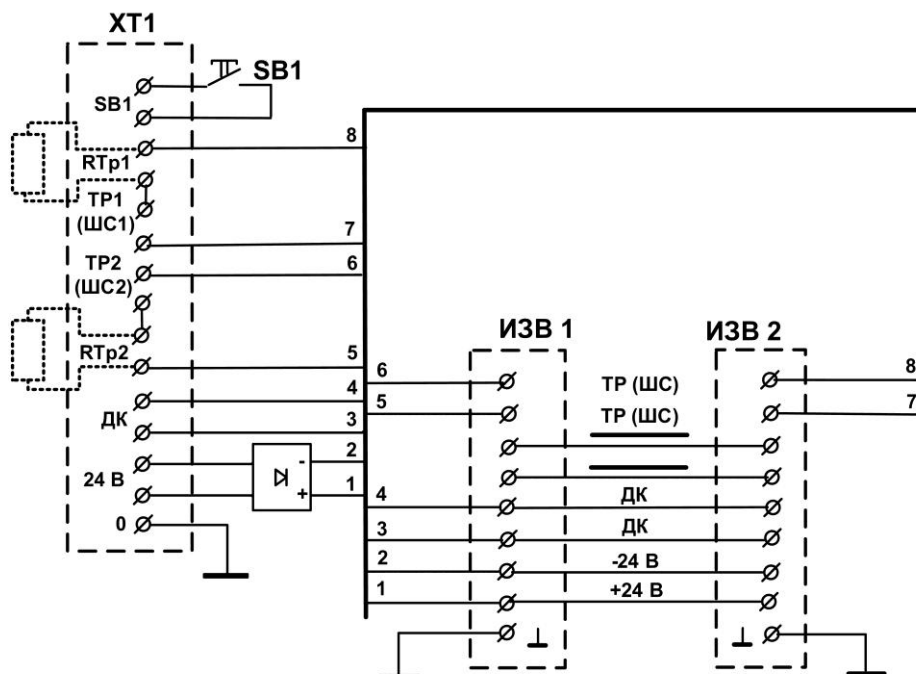 XT1
SB1
SB1
8
RTp1
TP1
(ШС1)
7
TP2
(ШС2)
6
RTp2
5
4
ДК
3
2
-
24 В
+
1
0
ИЗВ 1
ИЗВ 2
6
ТР (ШС)
8
5
ТР (ШС)
7
4
ДК
3
ДК
2
-24 В
1
+24 В